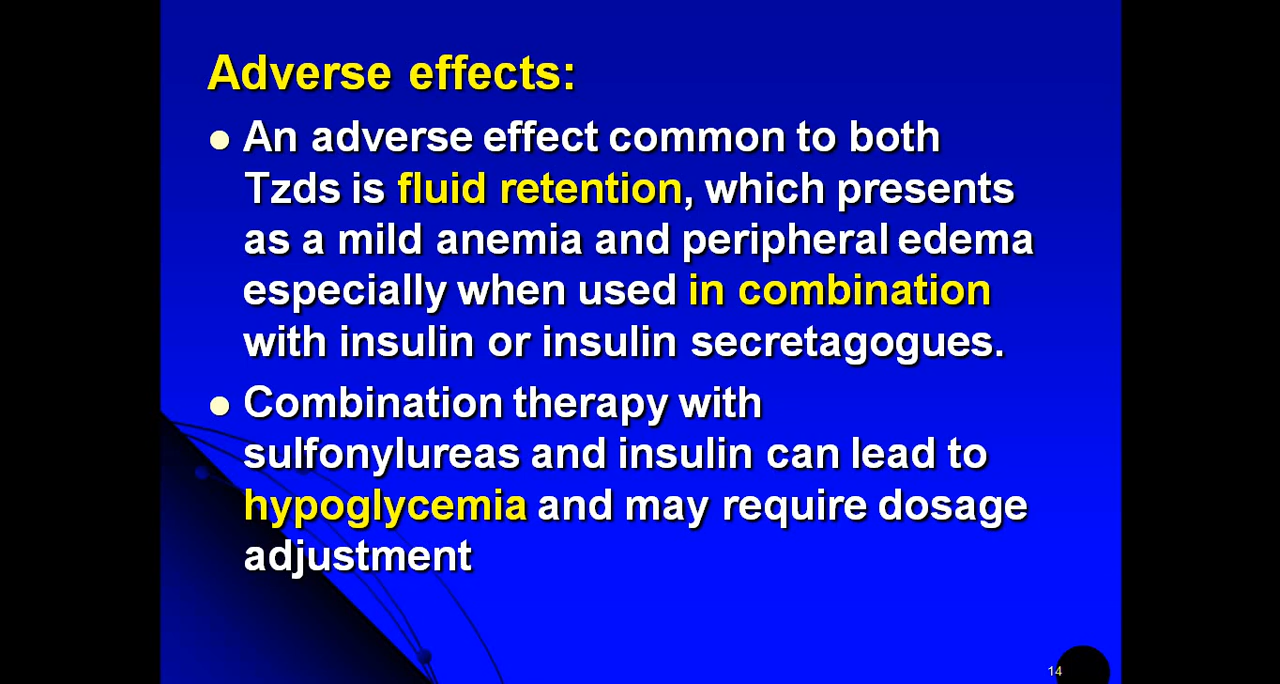 Adverse effects:
An adverse effect common to both
Tzds is fluid retention, which presents
as a mild anemia and peripheral edema
especially when used in combination
with insulin or insulin secretagogues.
Combination therapy with
sulfonylureas and insulin can lead to
hypoglycemia and may require dosage
adjustment
14